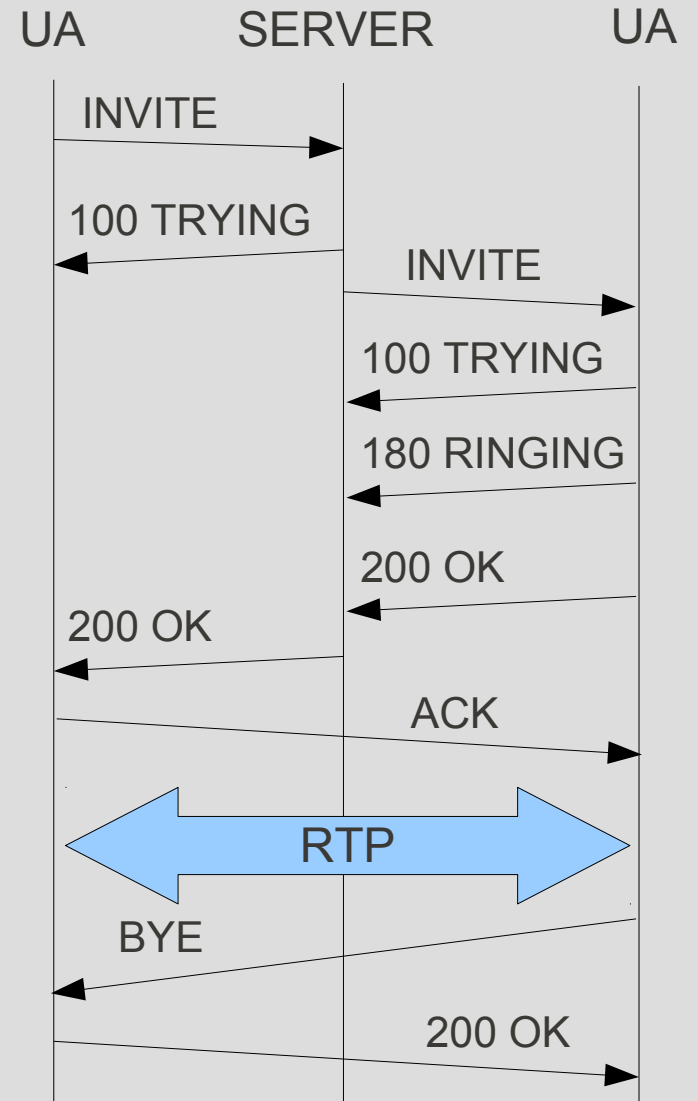 UA SERVER UA
INVITE
100 TRYING
INVITE
100 TRYING
180 RINGING
200 OK
200 OK
ACK
RTP
BYE
200 OK